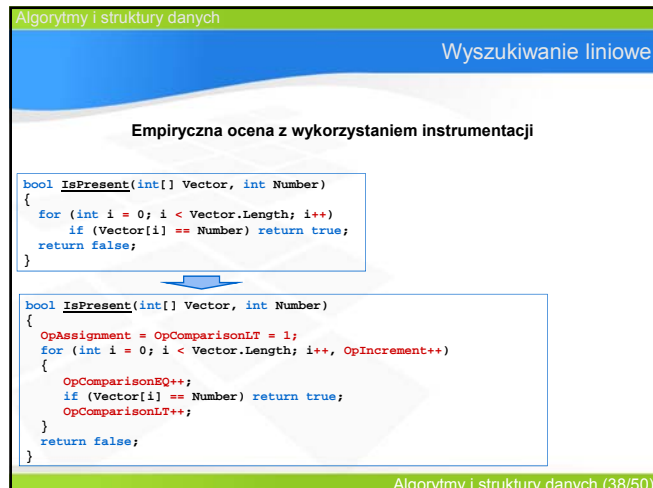 Algorytmy i struktury danych
Wyszukiwanie liniowe
Empiryczna ocena z wykorzystaniem instrumentacji
bool IsPresent(int[] Vector, int Number)
{
for (int i = 0; i < Vector.Length; i++)
if (Vector[i] == Number) return true;
return false;
}
bool IsPresent(int[] Vector, int Number)
{
OpAssignment = OpComparisonLT = 1;
for (int i = 0; i < Vector.Length; i++, OpIncrement++)
{
OpComparisonEQ++;
if (Vector[i] == Number) return true;
OpComparisonLT++;
}
return false;
}
Algorytmy i struktury danych (38/50)